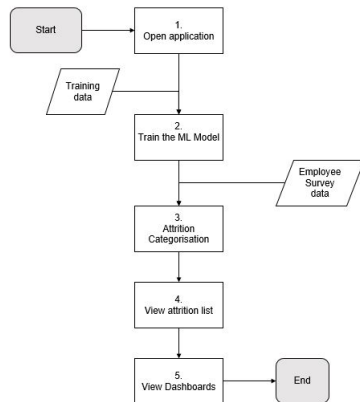 Start
1.
Open application
Training
data
2.
Train the ML Model
Employee
Survey
data
3.
Attrition
Categorisation
4.
View attrition list
5.
View Dashboards
End